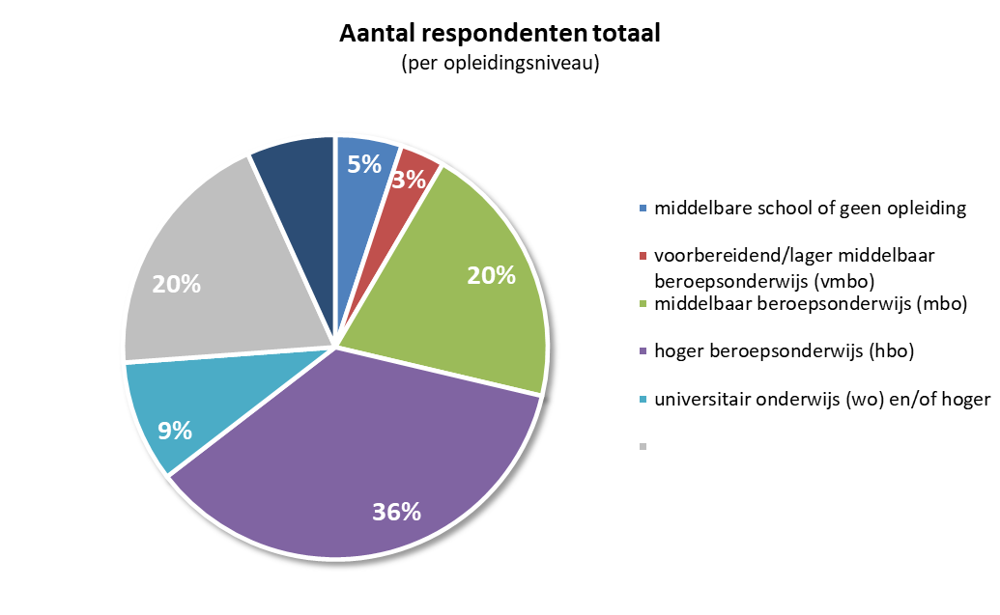 Aantal respondenten totaal
(per opleidingsniveau)
5%
3%
20%
36%
9%
20%
middelbare school of geen opleiding
voorbereidend/lager middelbaar
beroepsonderwijs (vmbo)
middelbaar beroepsonderwijs (mbo)
hoger beroepsonderwijs (hbo)
universitair onderwijs (wo) en/of hoger